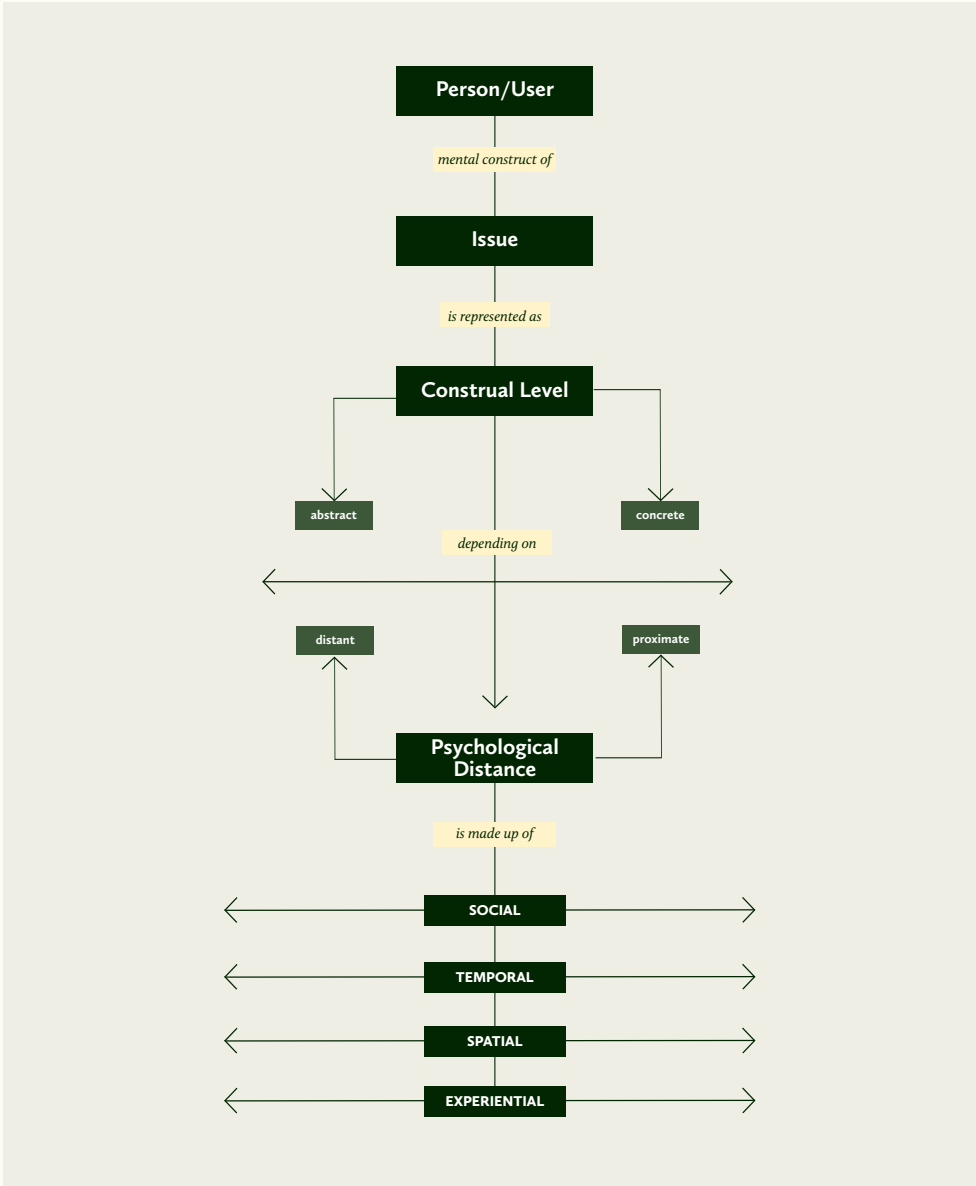 Person/User
mental construct of
Issue
is represented as
Construal Level
abstract
concrete
depending on
distant
proximate
Psychological
Distance
is made up of
SOCIAL
TEMPORAL
SPATIAL
EXPERIENTIAL